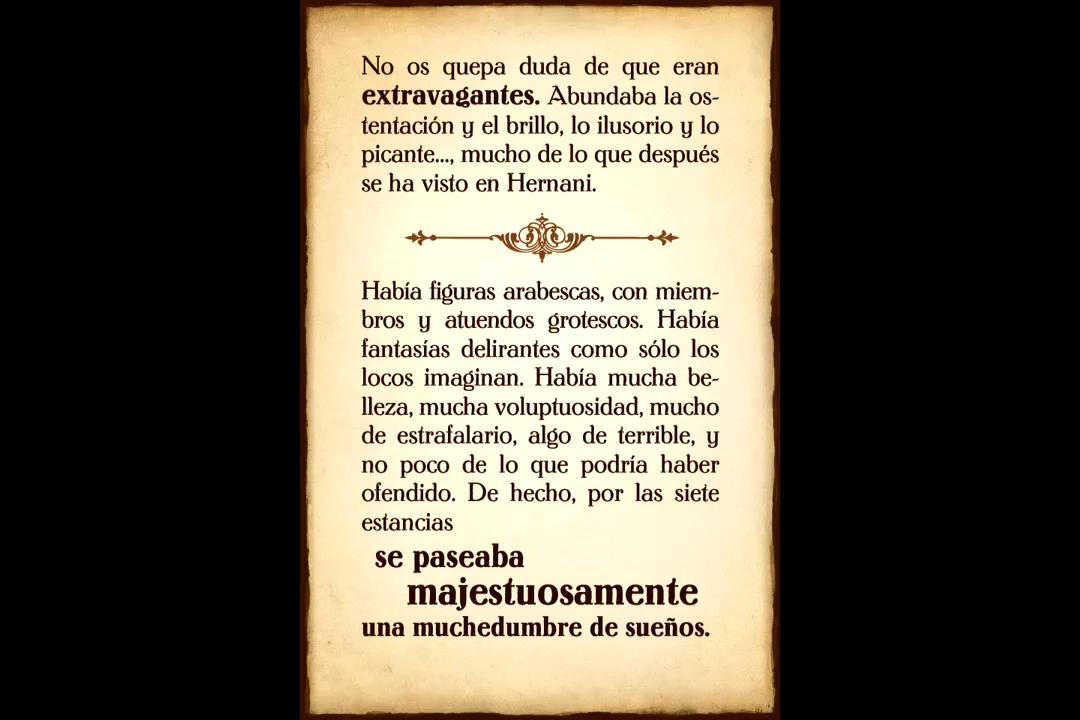 No os quepa duda de que eran
extravagantes. Abundaba la os-
tentación y el brillo, lo ilusorio y lo
picante..., mucho de lo que después
se ha visto en Hernani.
Había figuras arabescas, con miem-
bros y atuendos grotescos. Había
fantasías delirantes como sólo los
locos imaginan. Había mucha be-
lleza, mucha voluptuosidad, mucho
de estrafalario, algo de terrible, y
no poco de lo que podría haber
ofendido. De hecho, por las siete
estancias
se paseaba
majestuosamente
una muchedumbre de sueños.